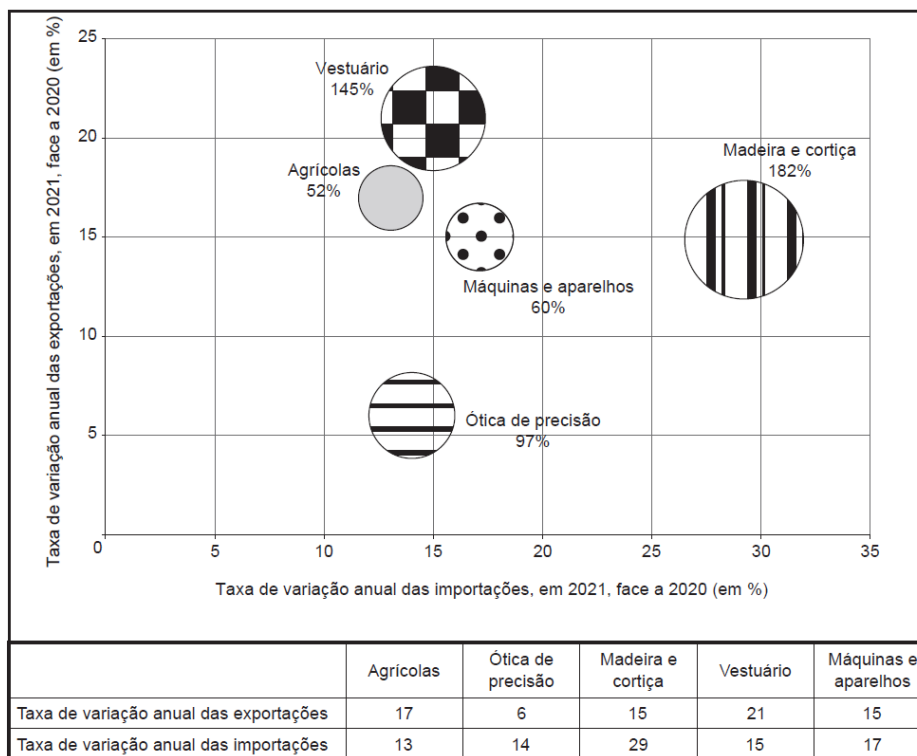 Taxa de variação anual das exportações, em 2021, face a 2020 (em %)
25
20
15
10
5
0
5
10
15
20
25
30
35
Vestuário
145%
Agrícolas
52%
Madeira e cortiça
182%
Máquinas e aparelhos
60%
Ótica de precisão
97%
Taxa de variação anual das importações, em 2021, face a 2020 (em %)
Agrícolas
Ótica de
precisão
Madeira e
cortiça
Vestuário
Máquinas e
aparelhos
Taxa de variação anual das exportações 17 6 15 21 15
Taxa de variação anual das importações 13 14 29 15 17